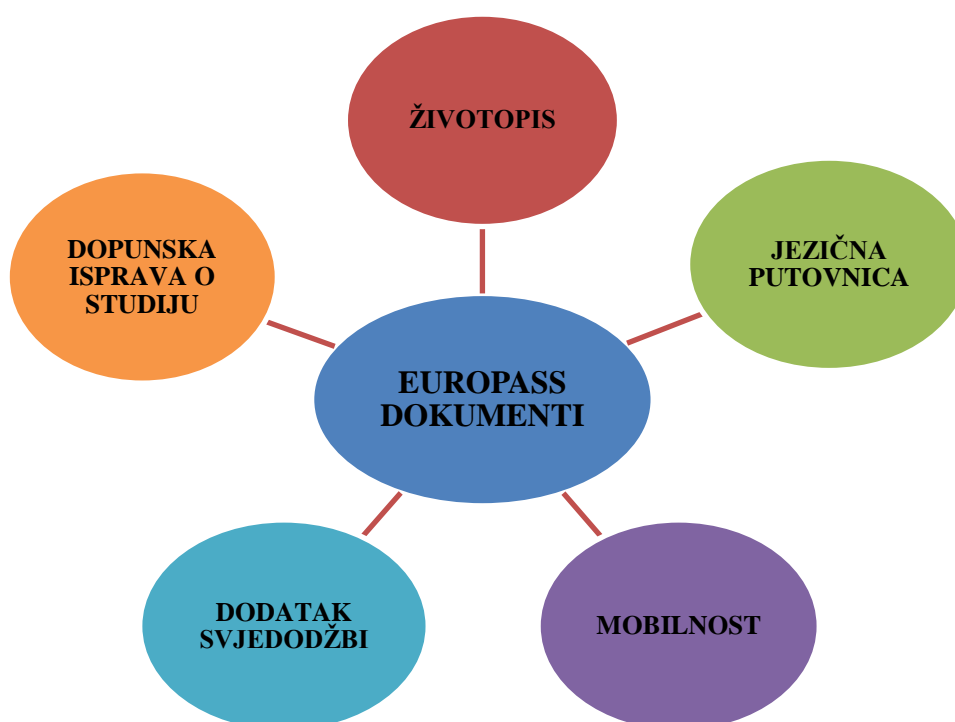 ŽIVOTOPIS
DOPUNSKA
ISPRAVA O
STUDIJU
JEZIČNA
PUTOVNICA
EUROPASS
DOKUMENTI
DODATAK
SVJEDODŽBI
MOBILNOST